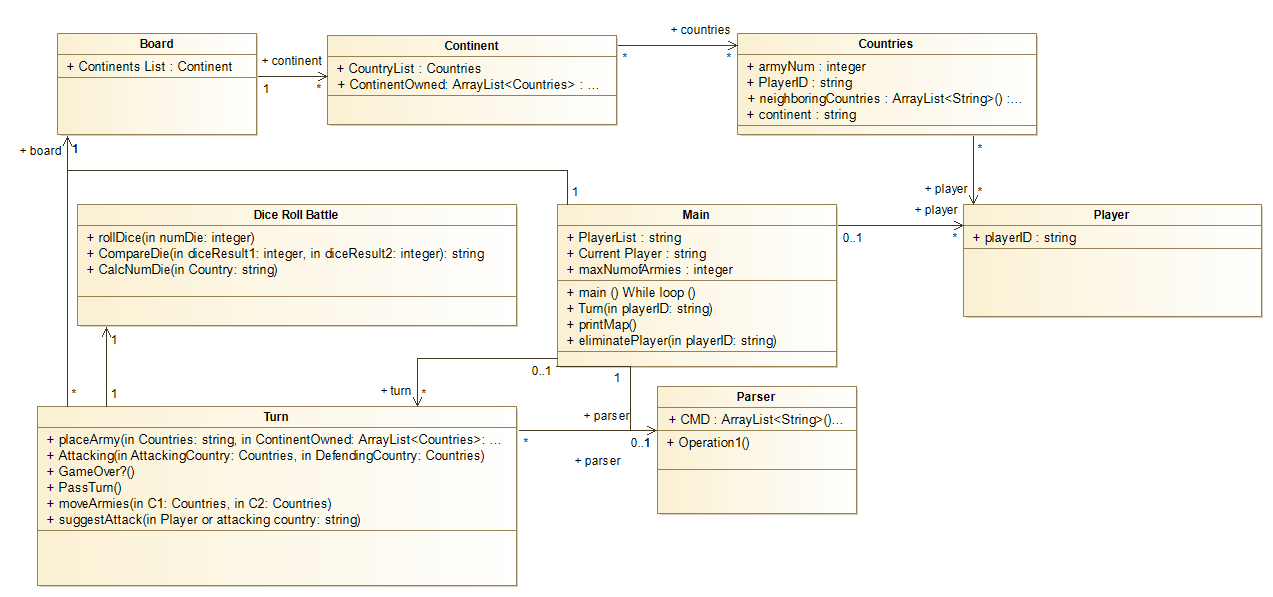 Board
+ Continents List : Continent
+ continent
1
*
Continent
+ CountryList : Countries
+ ContinentOwned: ArrayList<Countries> : ...
+ countries
*
*
Countries
+ armyNum : integer
+ PlayerID : string
+ neighboringCountries : ArrayList<String>() :...
+ continent : string
+ board
1
1
*
+ player
*
Dice Roll Battle
+ rollDice(in numDie: integer)
+ CompareDie(in diceResult1: integer, in diceResult2: integer): string
+ CalcNumDie(in Country: string)
1
1
*
Main
+ PlayerList : string
+ Current Player : string
+ maxNumofArmies : integer
+ main () While loop ()
+ Turn(in playerID: string)
+ printMap()
+ eliminatePlayer(in playerID: string)
+ player
0..1
*
Player
+ playerID : string
0..1
+ turn
*
1
+ parser
Turn
+ placeArmy(in Countries: string, in ContinentOwned: ArrayList<Countries>: ...
+ Attacking(in AttackingCountry: Countries, in DefendingCountry: Countries)
+ GameOver?()
+ PassTurn()
+ moveArmies(in C1: Countries, in C2: Countries)
+ suggestAttack(in Player or attacking country: string)
*
0..1
+ parser
Parser
+ CMD : ArrayList<String>()...
+ Operation1()